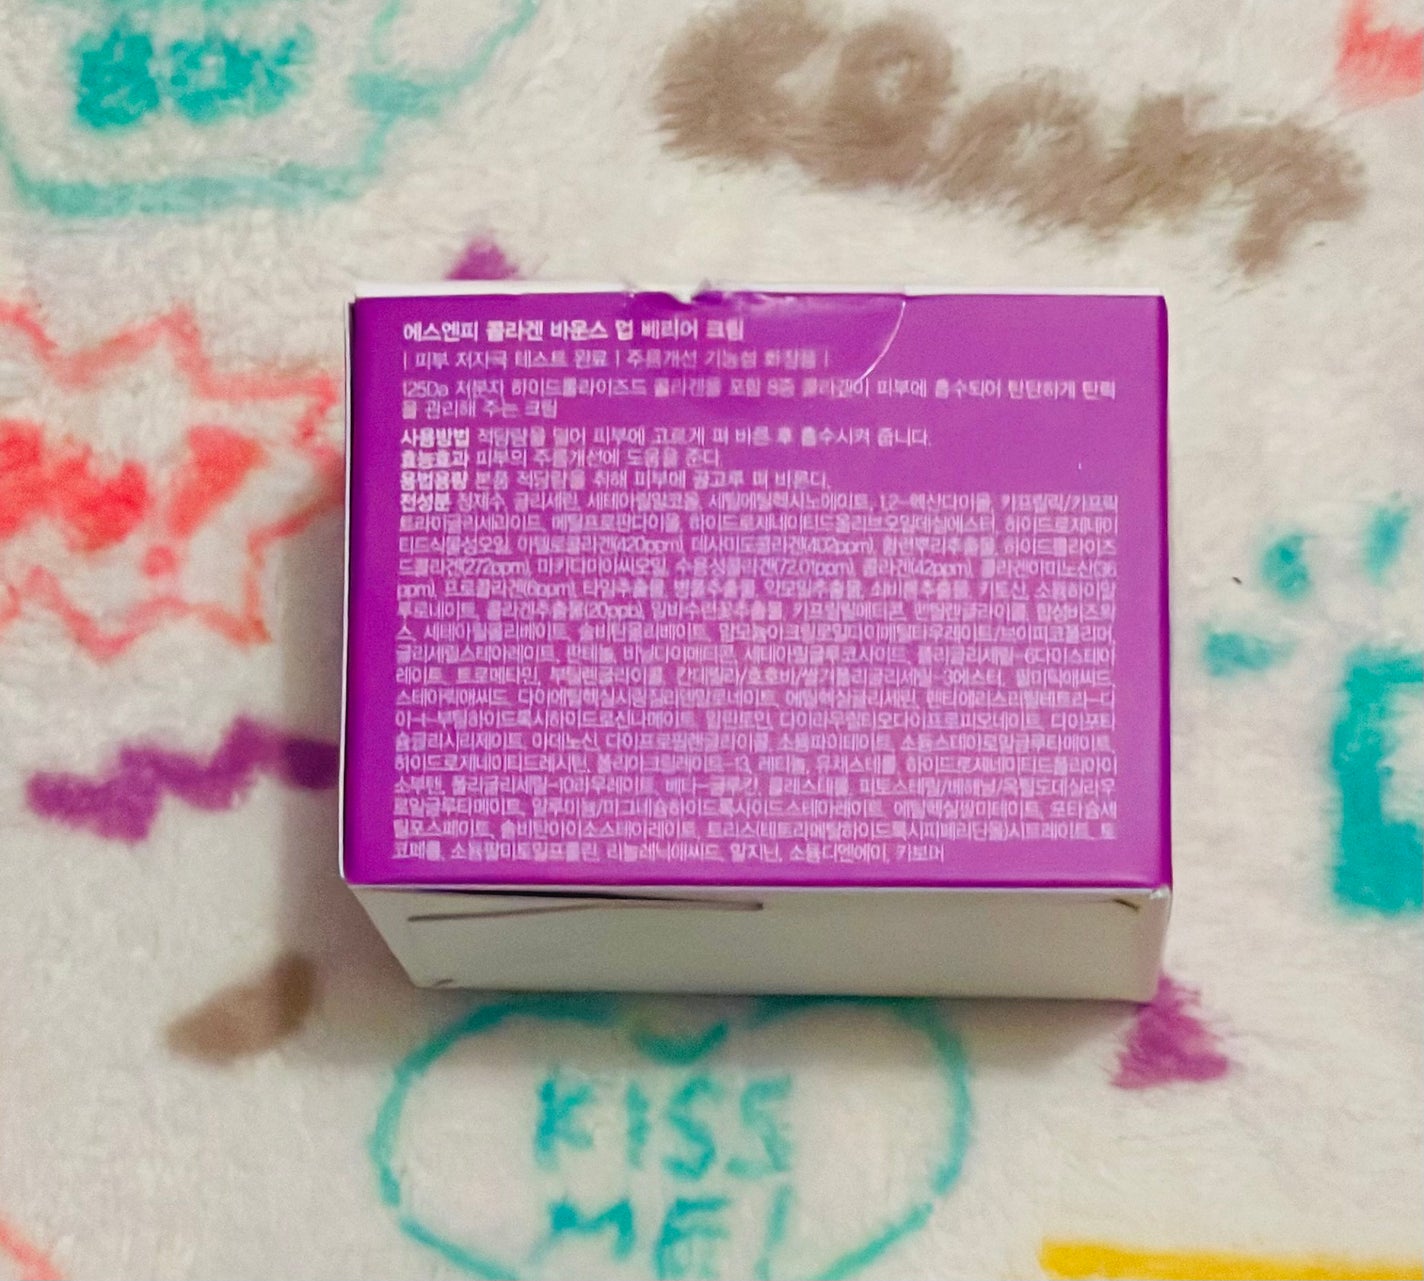 LOOK
에스엔피 콜라겐 바운스 업 베리어 크림
| 피부 저자극 테스트 완료 | 주름개선 기능성 화장품 |
125Da 저분자 하이드롤라이즈드 콜라겐을 포함 8중 콜라겐이 피부에 흡수되어 탄탄하게 탄력
을 관리해 주는 크림
사용방법 적당량을 덜어 피부에 고르게 펴 바른 후 흡수시켜 줍니다.
효능효과 피부의 주름개선에 도움을 준다.
용법용량 본품 적당량을 취해 피부에 골고루 펴 바른다.
전성분 정제수, 글리세린, 세테아릴알코올, 세틸에틸헥사노에이트, 1,2-헥산다이올, 카프릴릭/카프릭
트라이글리세라이드, 메틸프로판다이올, 하이드로제네이티드올리브오일데실에스터, 하이드로제네이
티드식물성오일, 아텔로콜라겐(420ppm), 데사미도콜라겐(402ppm), 황련뿌리추출물, 하이드롤라이즈
드콜라겐(272ppm), 마카다미아씨오일, 수용성콜라겐(72.01ppm), 콜라겐(42ppm), 콜라겐아미노산(36
ppm), 프로콜라겐(6ppm), 타임추출물, 병풀추출물, 약모밀추출물, 쇠비름추출물, 키토산, 소듐하이알
루로네이트, 콜라겐추출물(20ppb), 일바수련꽃추출물, 카프릴릴메티콘, 펜틸렌글라이콜, 합성비즈왁
스, 세테아릴올리베이트, 솔비탄올리베이트, 암모늄아크릴로일다이메틸타우레이트/브이피코폴리머,
글리세릴스테아레이트, 판테놀, 비닐다이메티콘, 세테아릴글루코사이드, 폴리글리세릴-6다이스테아
레이트, 트로메타민, 부틸렌글라이콜, 칸데릴라/호호바/쌀겨폴리글리세릴-3에스터, 팔미틱애씨드,
스테아릭애씨드, 다이에틸헥실시링질리덴말로네이트, 에틸헥실글리세린, 펜타에리스리틸테트라-다
이-t-부틸하이드록시하이드로신나메이트, 알란토인, 다이라우릴티오다이프로피오네이트, 다이포타
슘글리시리제이트, 아데노신, 다이프로필렌글라이콜, 소듐파이테이트, 소듐스테아로일글루타메이트,
하이드로제네이티드레시틴, 폴리아크릴레이트-13, 레티놀, 유채스테롤, 하이드로제네이티드폴리아이
소부텐, 폴리글리세릴-10라우레이트, 베타-글루칸, 콜레스테롤, 피토스테릴/베헤닐/옥틸도데실라우
로일글루타메이트, 알루미늄/마그네슘하이드록사이드스테아레이트, 에틸헥실팔미테이트, 포타슘세
틸포스페이트, 솔비탄아이소스테아레이트, 트리스(테트라메틸하이드록시피페리딘올)시트레이트, 토
코페롤, 소듐팔미토일프롤린, 리놀레닉애씨드, 알지닌, 소듐디엔에이, 카보머
KISS
ME!